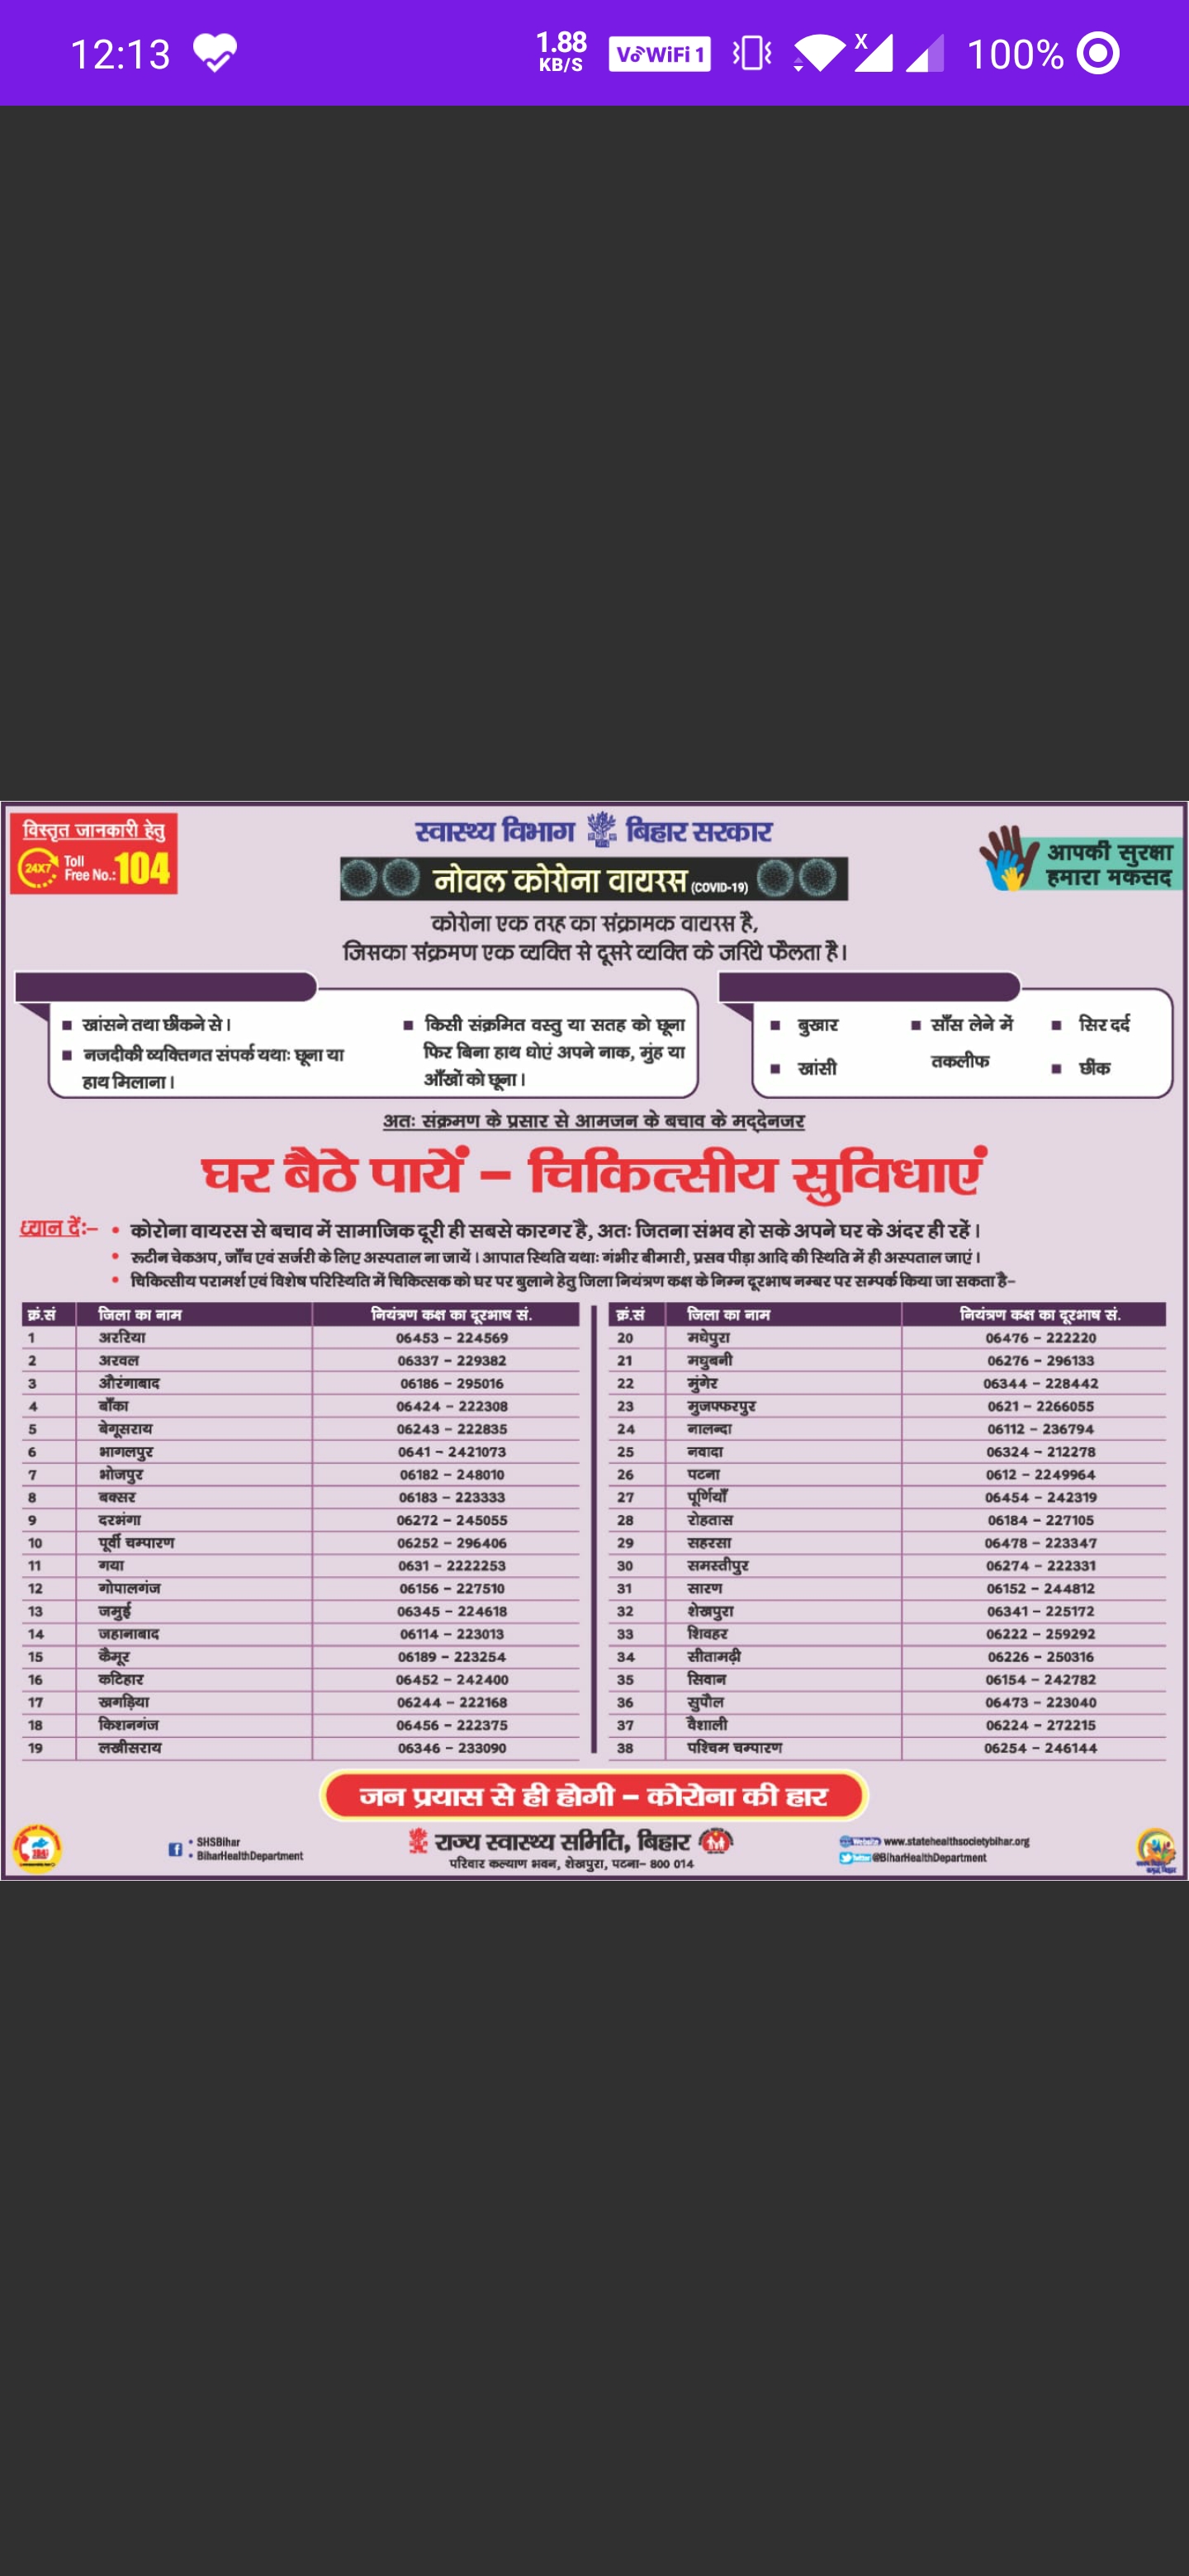 12:13
1.88
KB/S
VoWiFi 1
X
100%
विस्तृत जानकारी हेतु
24X7 Toll Free No.: 104
स्वास्थ्य विभाग बिहार सरकार
नोवल कोरोना वायरस (COVID-19)
आपकी सुरक्षा
हमारा मकसद
कोरोना एक तरह का संक्रामक वायरस है,
जिसका संक्रमण एक व्यक्ति से दूसरे व्यक्ति के जरिये फैलता है।
खांसने तथा छींकने से।
नजदीकी व्यक्तिगत संपर्क यथाः छूना या
हाथ मिलाना।
किसी संक्रमित वस्तु या सतह को छूना
फिर बिना हाथ धोएं अपने नाक, मुंह या
आँखों को छूना।
बुखार
खांसी
साँस लेने में
तकलीफ
सिर दर्द
छींक
अतः संक्रमण के प्रसार से आमजन के बचाव के मद्देनजर
घर बैठे पायें – चिकित्सीय सुविधाएं
ध्यान दें:– • कोरोना वायरस से बचाव में सामाजिक दूरी ही सबसे कारगर है, अतः जितना संभव हो सके अपने घर के अंदर ही रहें।
• रूटीन चेकअप, जाँच एवं सर्जरी के लिए अस्पताल ना जायें। आपात स्थिति यथाः गंभीर बीमारी, प्रसव पीड़ा आदि की स्थिति में ही अस्पताल जाएं।
• चिकित्सीय परामर्श एवं विशेष परिस्थिति में चिकित्सक को घर पर बुलाने हेतु जिला नियंत्रण कक्ष के निम्न दूरभाष नम्बर पर सम्पर्क किया जा सकता है–
क्रं.सं जिला का नाम नियंत्रण कक्ष का दूरभाष सं.
1 अररिया 06453 – 224569
2 अरवल 06337 – 229382
3 औरंगाबाद 06186 – 295016
4 बाँका 06424 – 222308
5 बेगूसराय 06243 – 222835
6 भागलपुर 0641 – 2421073
7 भोजपुर 06182 – 248010
8 बक्सर 06183 – 223333
9 दरभंगा 06272 – 245055
10 पूर्वी चम्पारण 06252 – 296406
11 गया 0631 – 2222253
12 गोपालगंज 06156 – 227510
13 जमुई 06345 – 224618
14 जहानाबाद 06114 – 223013
15 कैमूर 06189 – 223254
16 कटिहार 06452 – 242400
17 खगड़िया 06244 – 222168
18 किशनगंज 06456 – 222375
19 लखीसराय 06346 – 233090
क्रं.सं जिला का नाम नियंत्रण कक्ष का दूरभाष सं.
20 मधेपुरा 06476 – 222220
21 मधुबनी 06276 – 296133
22 मुंगेर 06344 – 228442
23 मुजफ्फरपुर 0621 – 2266055
24 नालन्दा 06112 – 236794
25 नवादा 06324 – 212278
26 पटना 0612 – 2249964
27 पूर्णियाँ 06454 – 242319
28 रोहतास 06184 – 227105
29 सहरसा 06478 – 223347
30 समस्तीपुर 06274 – 222331
31 सारण 06152 – 244812
32 शेखपुरा 06341 – 225172
33 शिवहर 06222 – 259292
34 सीतामढ़ी 06226 – 250316
35 सिवान 06154 – 242782
36 सुपौल 06473 – 223040
37 वैशाली 06224 – 272215
38 पश्चिम चम्पारण 06254 – 246144
जन प्रयास से ही होगी – कोरोना की हार
• SHSBihar
• BiharHealthDepartment
राज्य स्वास्थ्य समिति, बिहार
परिवार कल्याण भवन, शेखपुरा, पटना– 800 014
Website www.statehealthsocietybihar.org
twitter @BiharHealthDepartment